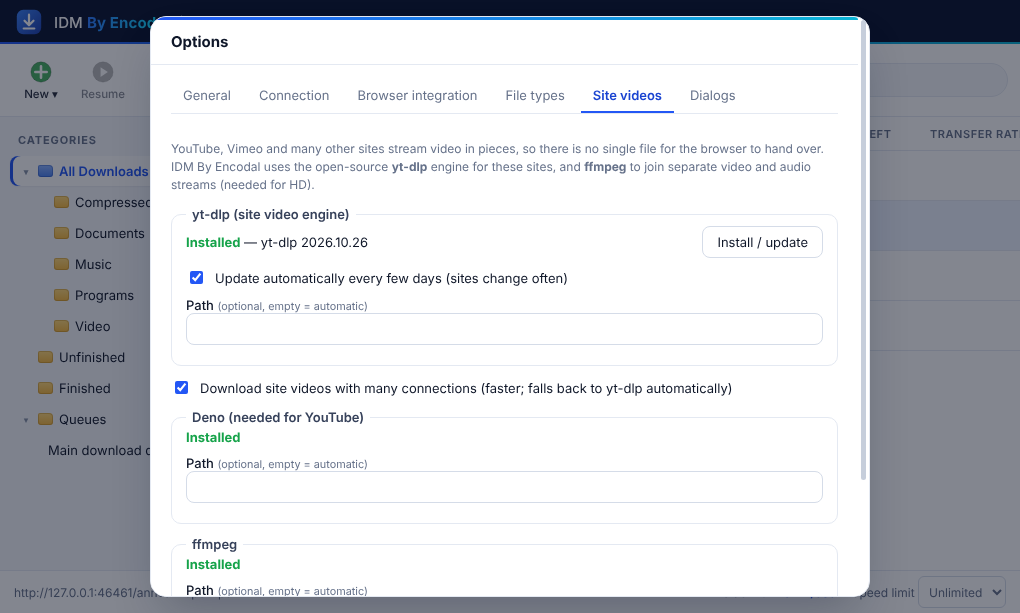 IDM By Encod
Options
New ▾
Resume
General
Connection
Browser integration
File types
Site videos
Dialogs
CATEGORIES
EFT
TRANSFER RAT
All Downloads
Compressed
Documents
Music
Programs
Video
Unfinished
Finished
Queues
Main download
YouTube, Vimeo and many other sites stream video in pieces, so there is no single file for the browser to hand over.
IDM By Encodal uses the open-source yt-dlp engine for these sites, and ffmpeg to join separate video and audio
streams (needed for HD).
yt-dlp (site video engine)
Installed — yt-dlp 2026.10.26
Install / update
Update automatically every few days (sites change often)
Path (optional, empty = automatic)
Download site videos with many connections (faster; falls back to yt-dlp automatically)
Deno (needed for YouTube)
Installed
Path (optional, empty = automatic)
ffmpeg
Installed
Path (optional, empty = automatic)
http://127.0.0.1:46461/ann
peed limit
Unlimited